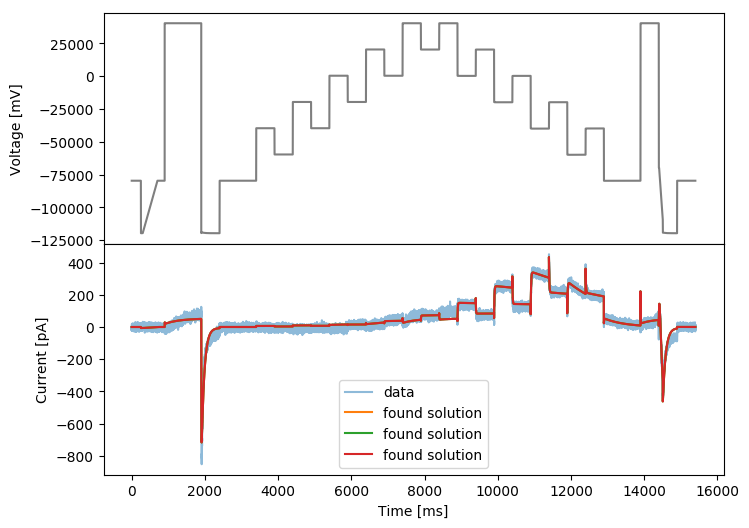 25000
0
−25000
−50000
−75000
−100000
−125000
Voltage [mV]
400
200
0
−200
−400
−600
−800
Current [pA]
data
found solution
found solution
found solution
0 2000 4000 6000 8000 10000 12000 14000 16000
Time [ms]